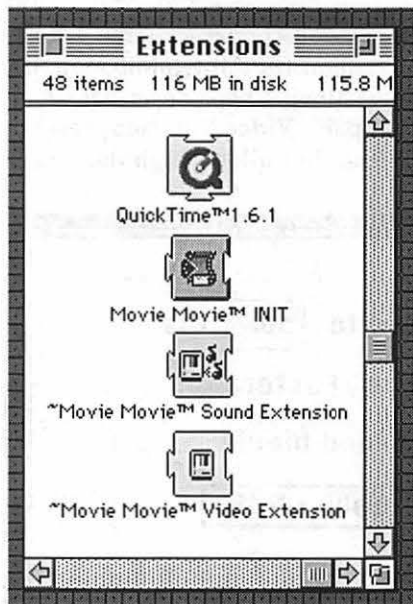 Extensions
48 items 116 MB in disk 115.8 M
QuickTime™1.6.1
Movie Movie™ INIT
~Movie Movie™ Sound Extension
~Movie Movie™ Video Extension